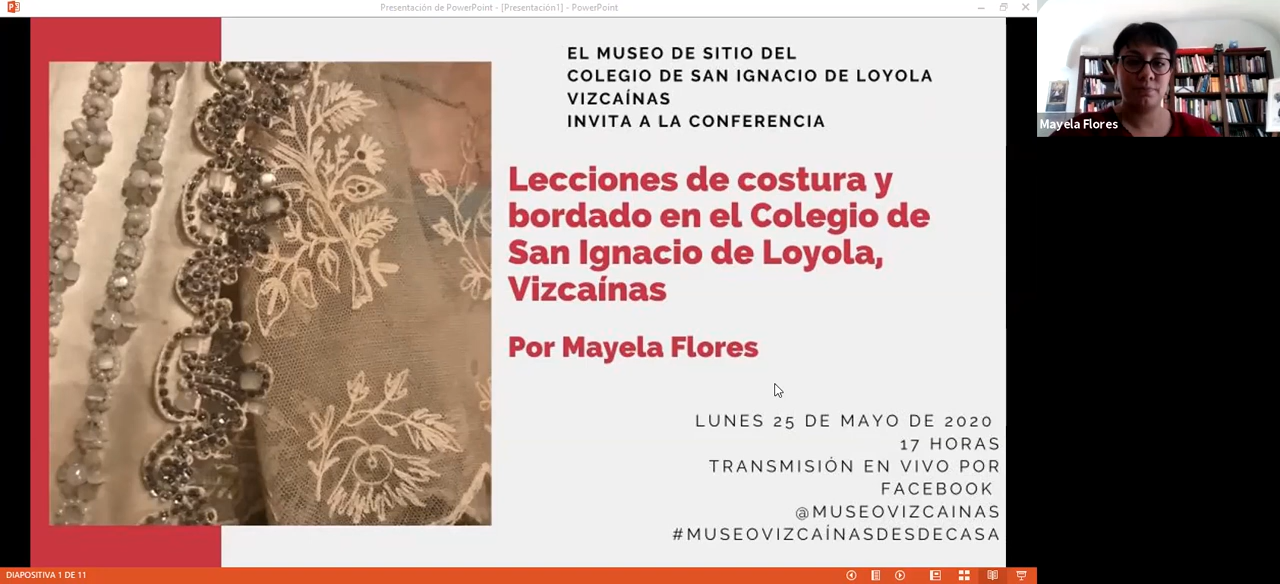 Presentación de PowerPoint - [Presentación1] - PowerPoint
EL MUSEO DE SITIO DEL
COLEGIO DE SAN IGNACIO DE LOYOLA
VIZCAÍNAS
INVITA A LA CONFERENCIA
Lecciones de costura y
bordado en el Colegio de
San Ignacio de Loyola,
Vizcaínas
Por Mayela Flores
LUNES 25 DE MAYO DE 2020
17 HORAS
TRANSMISIÓN EN VIVO POR
FACEBOOK
@MUSEOVIZCAINAS
#MUSEOVIZCAÍNASDESDECASA
Mayela Flores
DIAPOSITIVA 1 DE 11